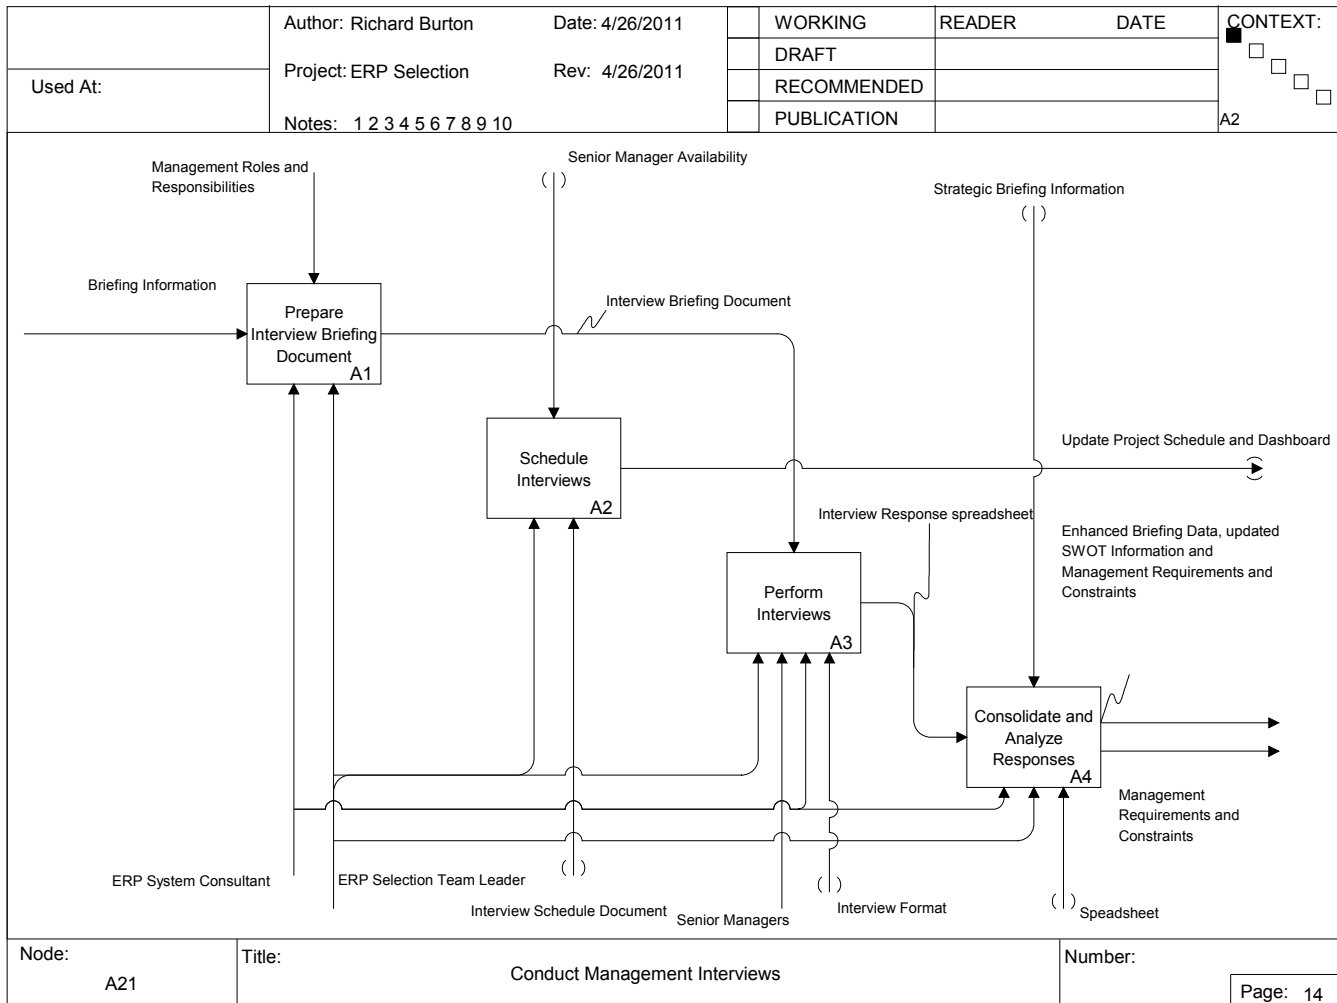 Used At:
Author: Richard Burton
Date: 4/26/2011
Project: ERP Selection
Rev: 4/26/2011
Notes: 1 2 3 4 5 6 7 8 9 10
WORKING
DRAFT
RECOMMENDED
PUBLICATION
READER
DATE
CONTEXT:
A2
Management Roles and
Responsibilities
Senior Manager Availability
Strategic Briefing Information
Briefing Information
Prepare
Interview Briefing
Document
A1
Interview Briefing Document
Schedule
Interviews
A2
Update Project Schedule and Dashboard
Interview Response spreadsheet
Enhanced Briefing Data, updated
SWOT Information and
Management Requirements and
Constraints
Perform
Interviews
A3
Consolidate and
Analyze
Responses
A4
Management
Requirements and
Constraints
ERP System Consultant
ERP Selection Team Leader
Interview Schedule Document
Senior Managers
Interview Format
Speadsheet
Node:
A21
Title:
Conduct Management Interviews
Number:
Page: 14